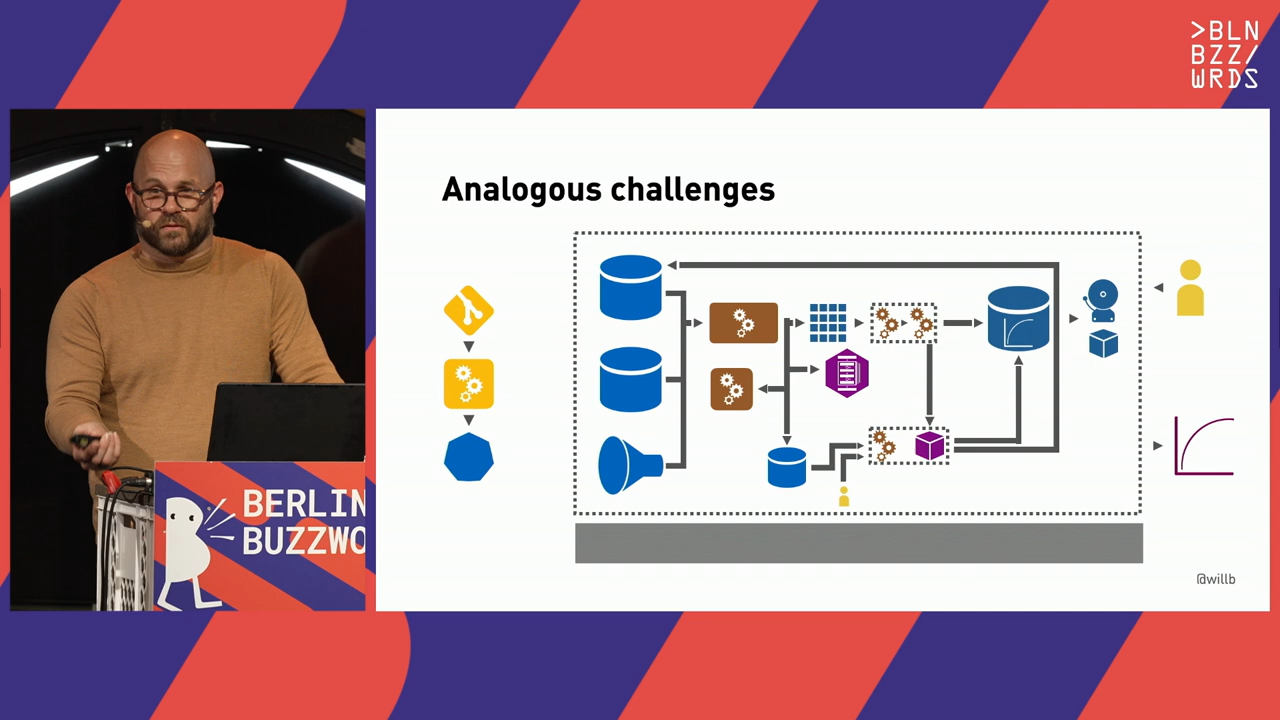 >BLN
BZZ/
WRDS
Analogous challenges
BERLIN
BUZZWO
@willb